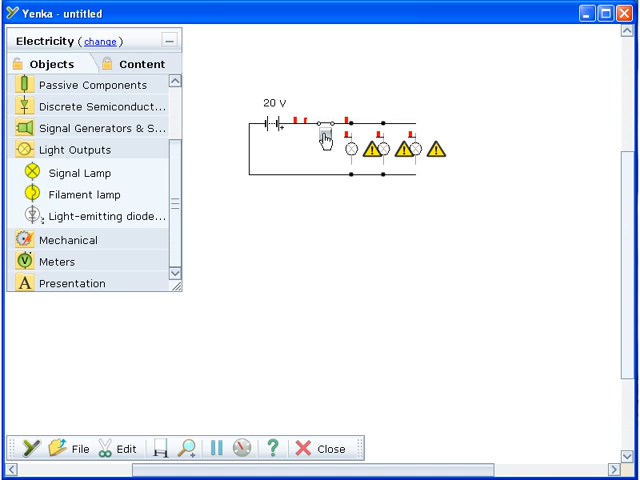 Yenka - untitled
Electricity (change)
Objects Content
Passive Components
Discrete Semiconduct...
Signal Generators & S...
Light Outputs
Signal Lamp
Filament lamp
Light-emitting diode...
Mechanical
Meters
Presentation
20 V
File Edit Close